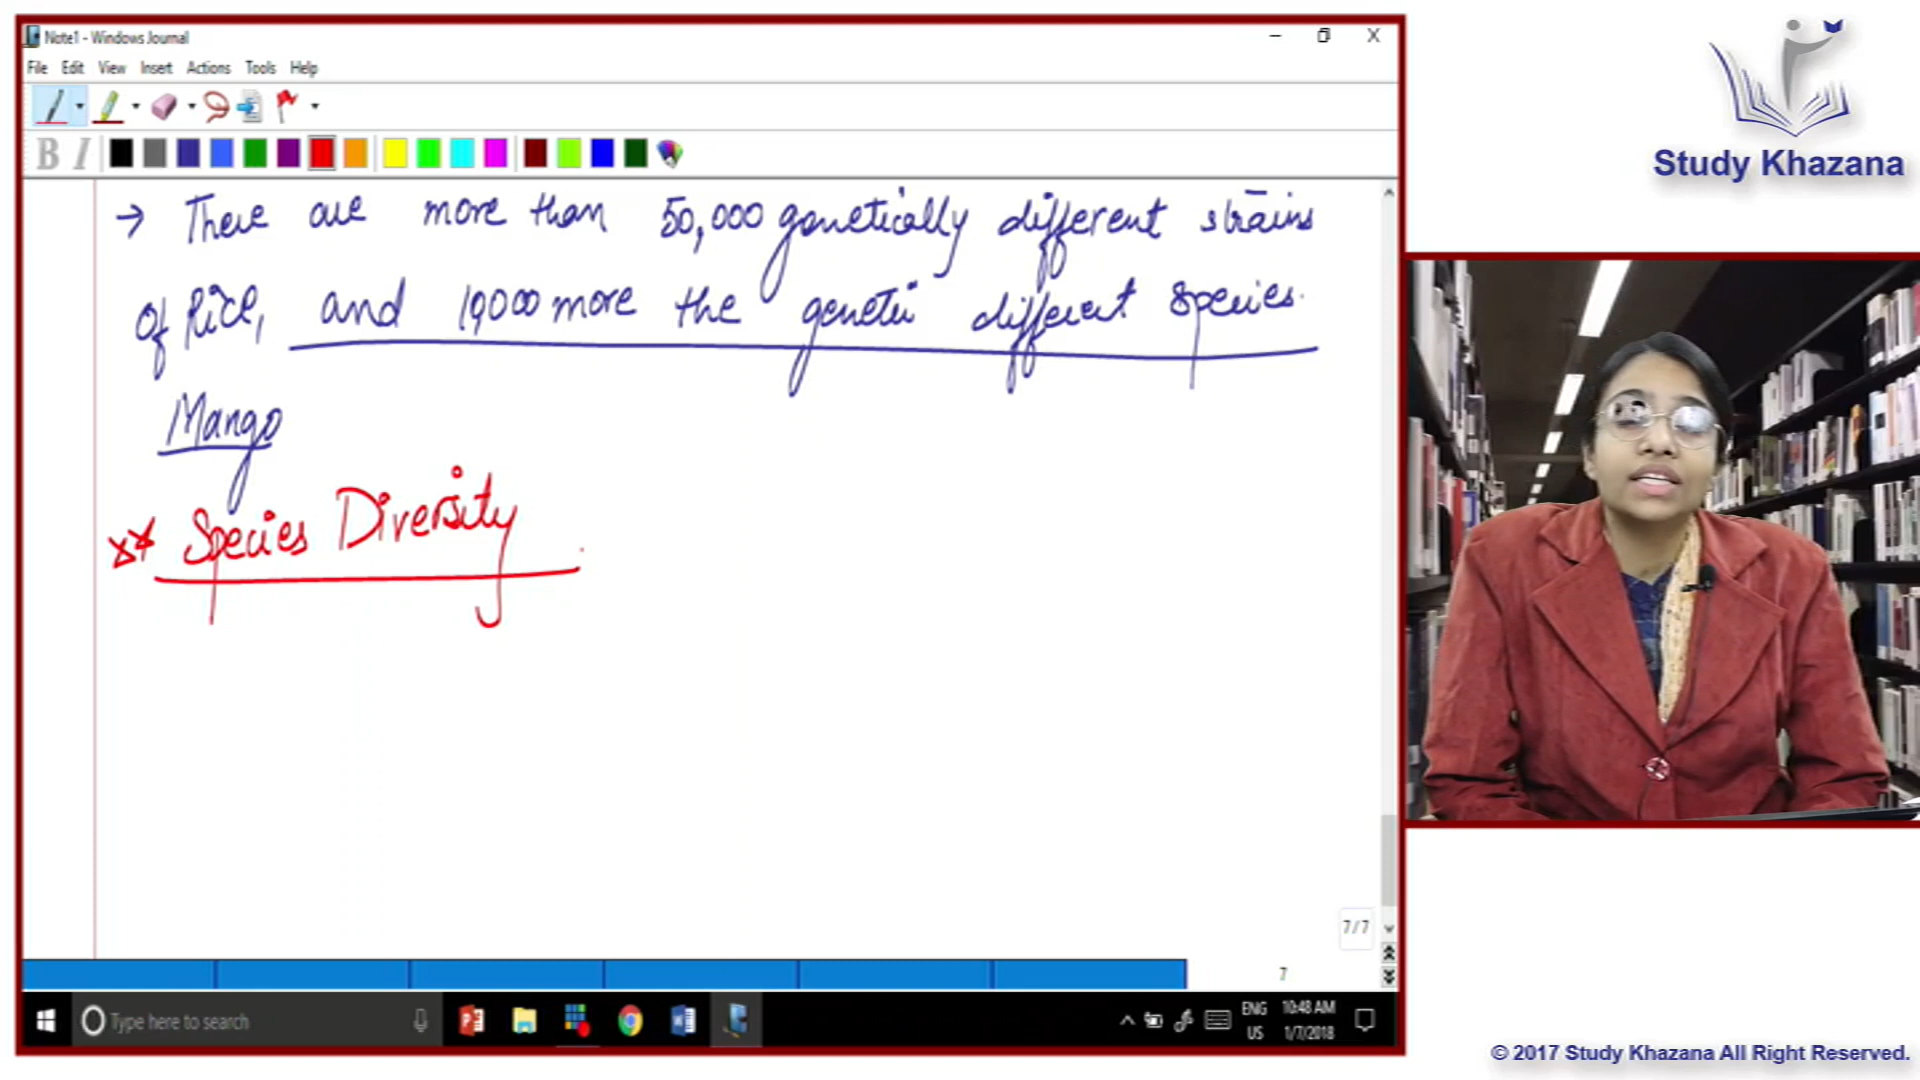 Note1 - Windows Journal
File Edit View Insert Actions Tools Help
B I
→ There are more than 50,000 genetically different strains
of Rice, and 1,000 more the genetic different species.
Mango
Species Diversity
7/7
7
Type here to search
ENG
US
10:48 AM
1/7/2018
Study Khazana
© 2017 Study Khazana All Right Reserved.